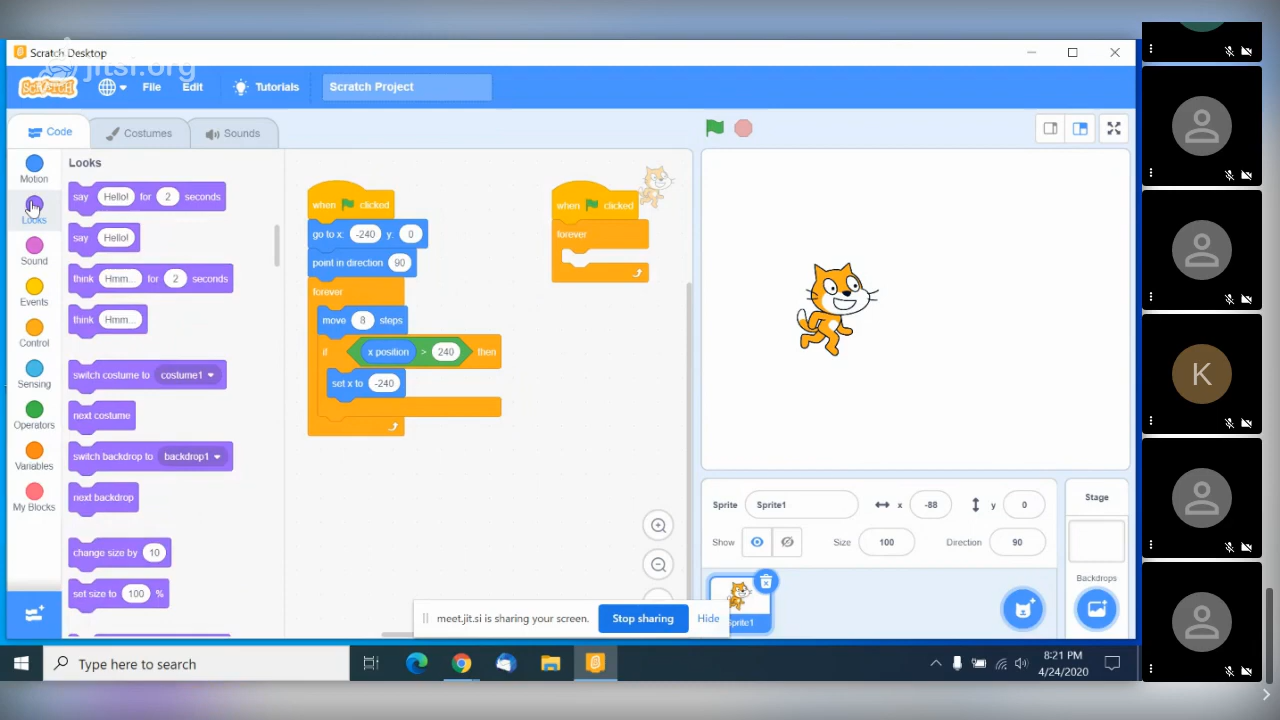 Scratch Desktop
jitsi.org
SCRATCH
File
Edit
Tutorials
Scratch Project
Code
Costumes
Sounds
Motion
Looks
Sound
Events
Control
Sensing
Operators
Variables
My Blocks
Looks
say Hello! for 2 seconds
say Hello!
think Hmm... for 2 seconds
think Hmm...
switch costume to costume1
next costume
switch backdrop to backdrop1
next backdrop
change size by 10
set size to 100 %
when clicked
go to x: -240 y: 0
point in direction 90
forever
move 8 steps
if x position > 240 then
set x to -240
when clicked
forever
Sprite Sprite1 x -88 y 0
Show Size 100 Direction 90
Sprite1
Stage
Backdrops
meet.jit.si is sharing your screen. Stop sharing Hide
Type here to search
8:21 PM
4/24/2020
K